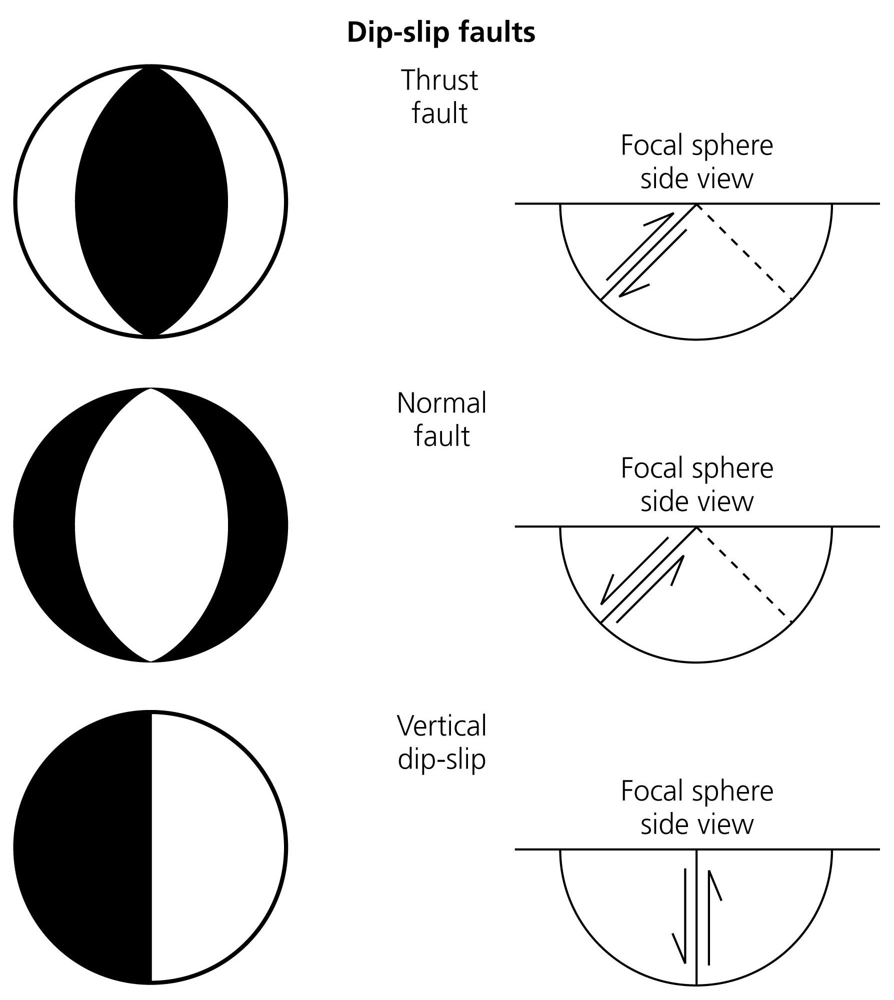 Dip-slip faults
Thrust
fault
Focal sphere
side view
Normal
fault
Focal sphere
side view
Vertical
dip-slip
Focal sphere
side view